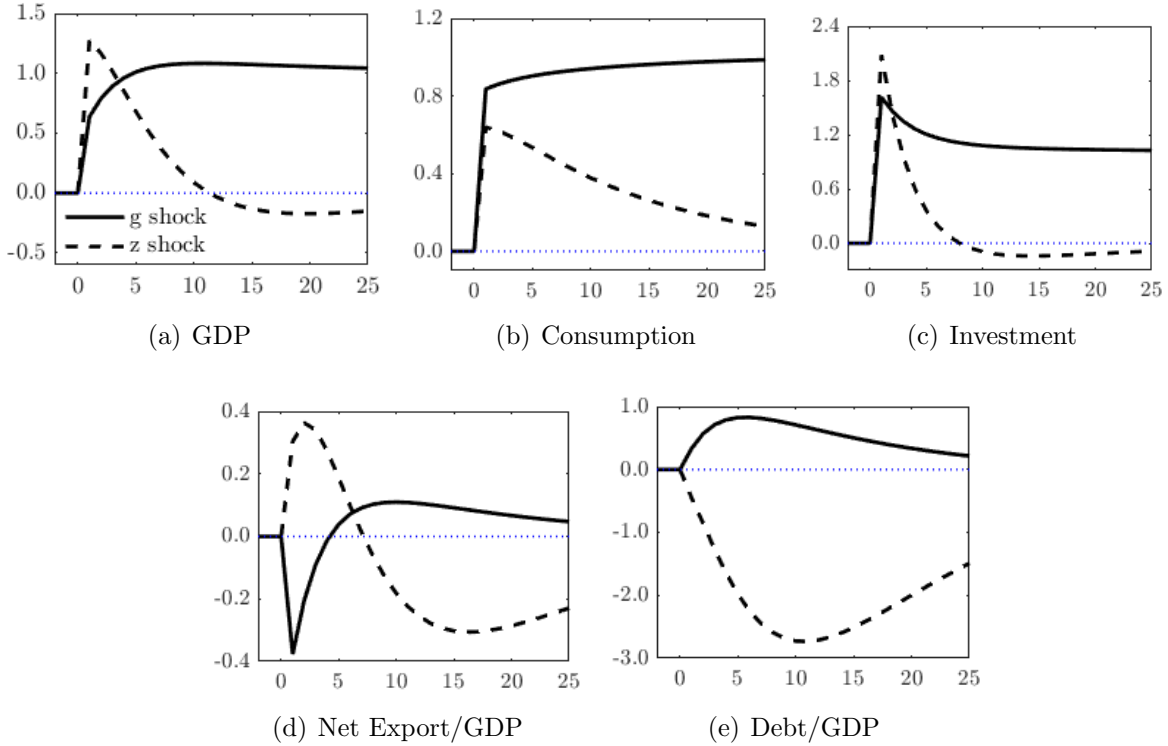 1.5
1.0
0.5
0.0
-0.5
g shock
z shock
0 5 10 15 20 25
(a) GDP
1.2
0.8
0.4
0.0
0 5 10 15 20 25
(b) Consumption
2.4
1.8
1.2
0.6
0.0
0 5 10 15 20 25
(c) Investment
0.4
0.2
0.0
-0.2
-0.4
0 5 10 15 20 25
(d) Net Export/GDP
1.0
0.0
-1.0
-2.0
-3.0
0 5 10 15 20 25
(e) Debt/GDP